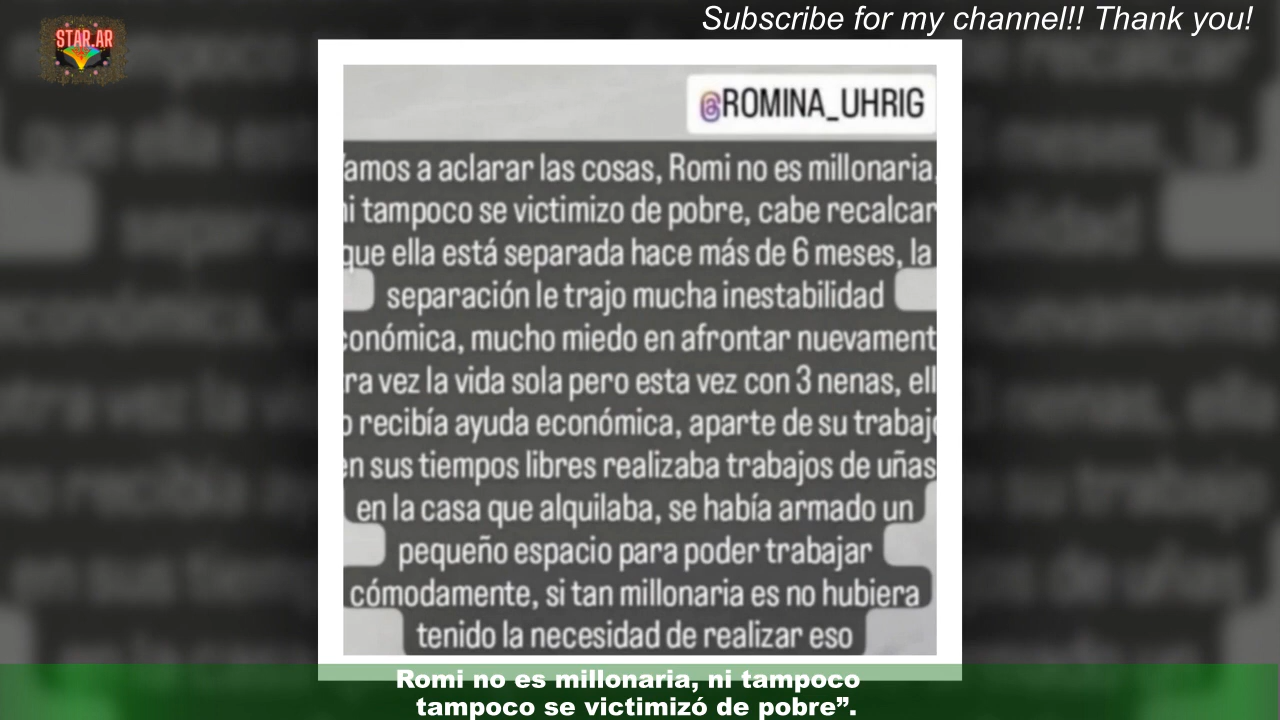 Subscribe for my channel!! Thank you!
STAR.AR
@ROMINA_UHRIG
amos a aclarar las cosas, Romi no es millonaria,
ni tampoco se victimizo de pobre, cabe recalcar
que ella está separada hace más de 6 meses, la
separación le trajo mucha inestabilidad
conómica, mucho miedo en afrontar nuevament
ra vez la vida sola pero esta vez con 3 nenas, ell
o recibía ayuda económica, aparte de su trabajo
en sus tiempos libres realizaba trabajos de uñas
en la casa que alquilaba, se había armado un
pequeño espacio para poder trabajar
cómodamente, si tan millonaria es no hubiera
tenido la necesidad de realizar eso
Romi no es millonaria, ni tampoco
tampoco se victimizó de pobre”.